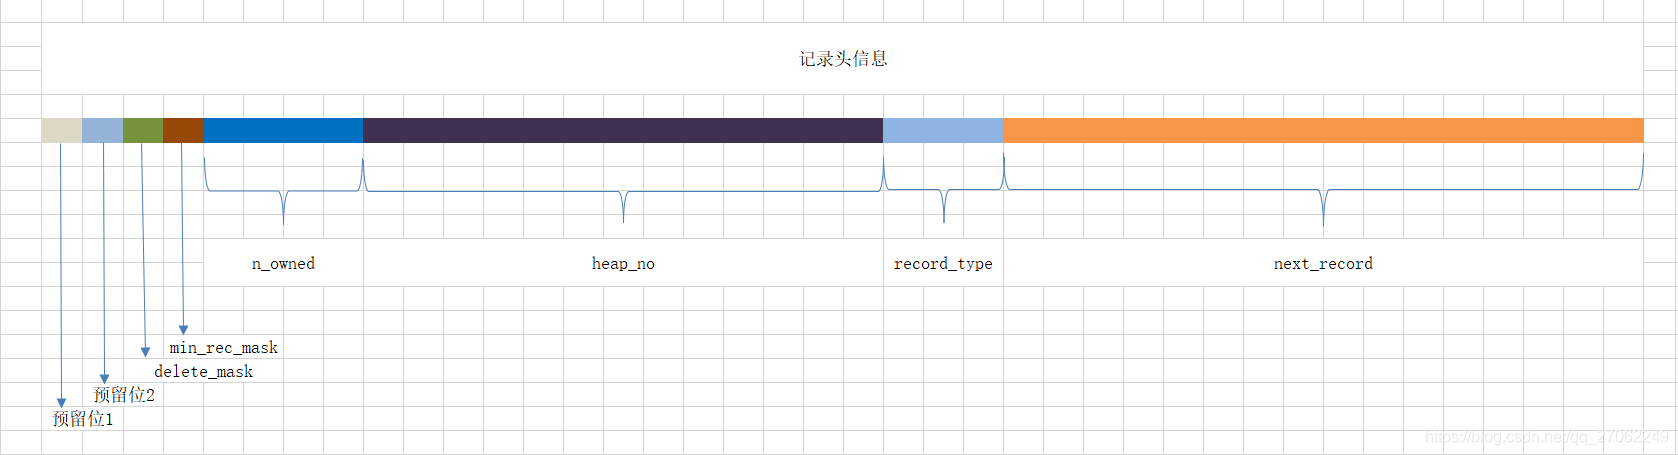 记录头信息
n_owned
heap_no
record_type
next_record
min_rec_mask
delete_mask
预留位2
预留位1
https://blog.csdn.net/qq_27062249